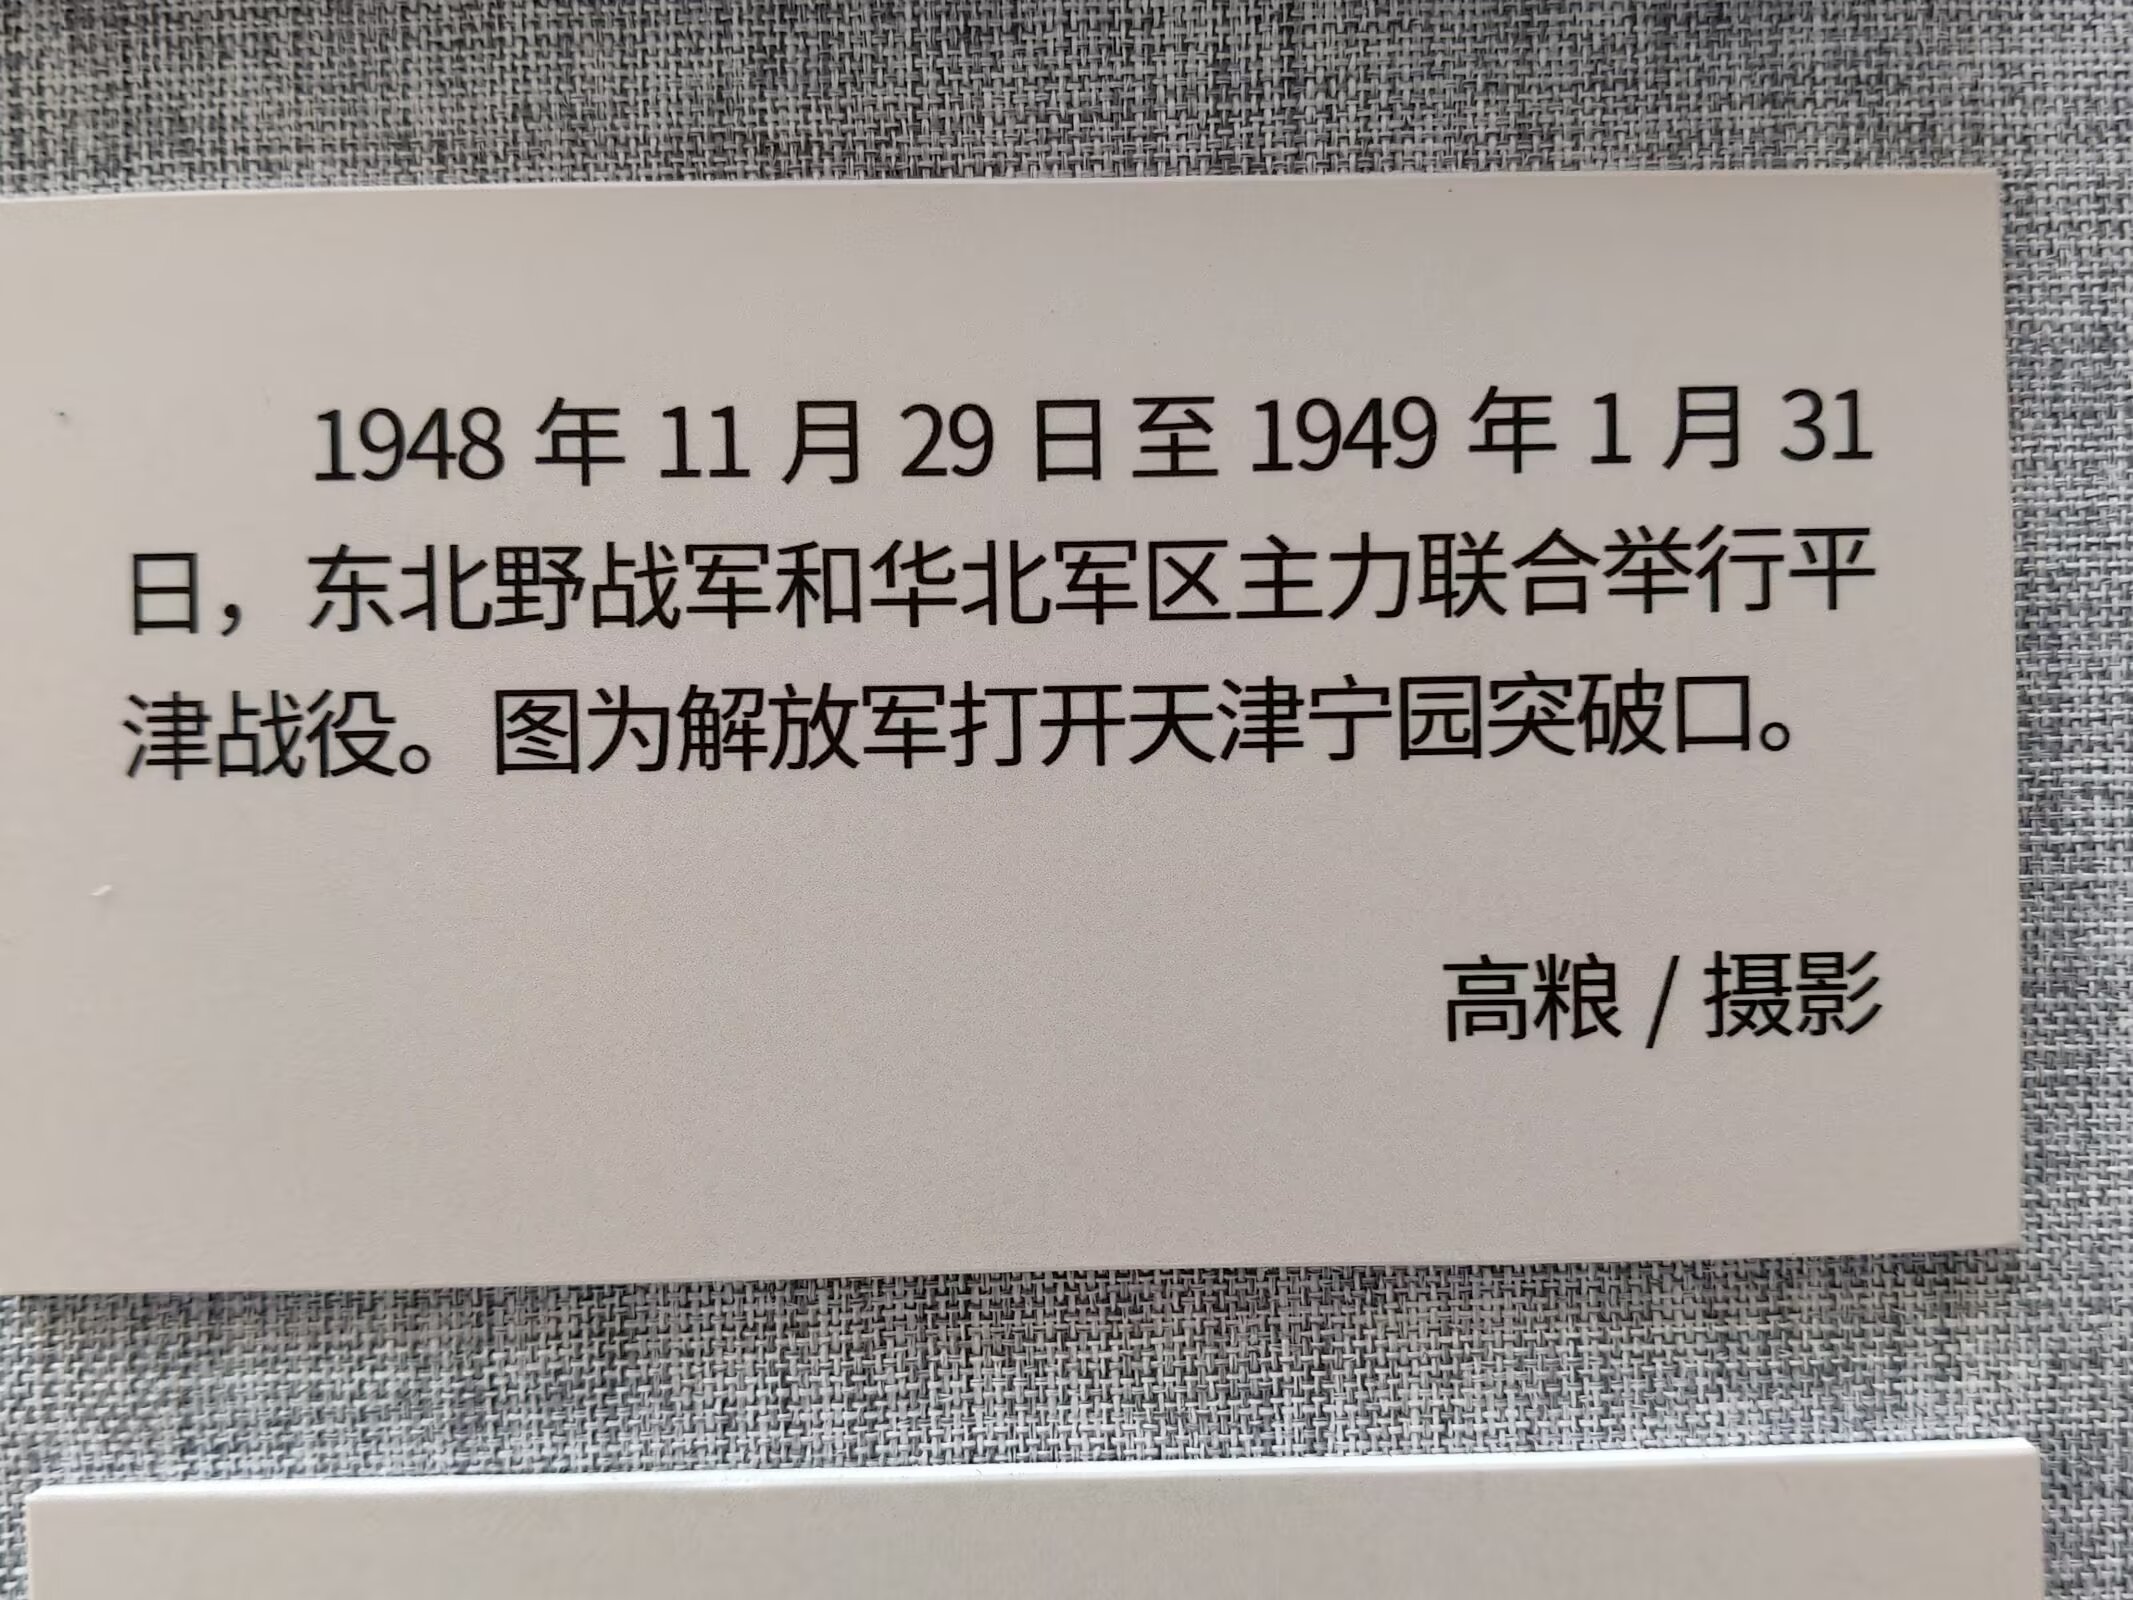 1948 年 11 月 29 日至 1949 年 1 月 31
日，东北野战军和华北军区主力联合举行平
津战役。图为解放军打开天津宁园突破口。
高粮 / 摄影